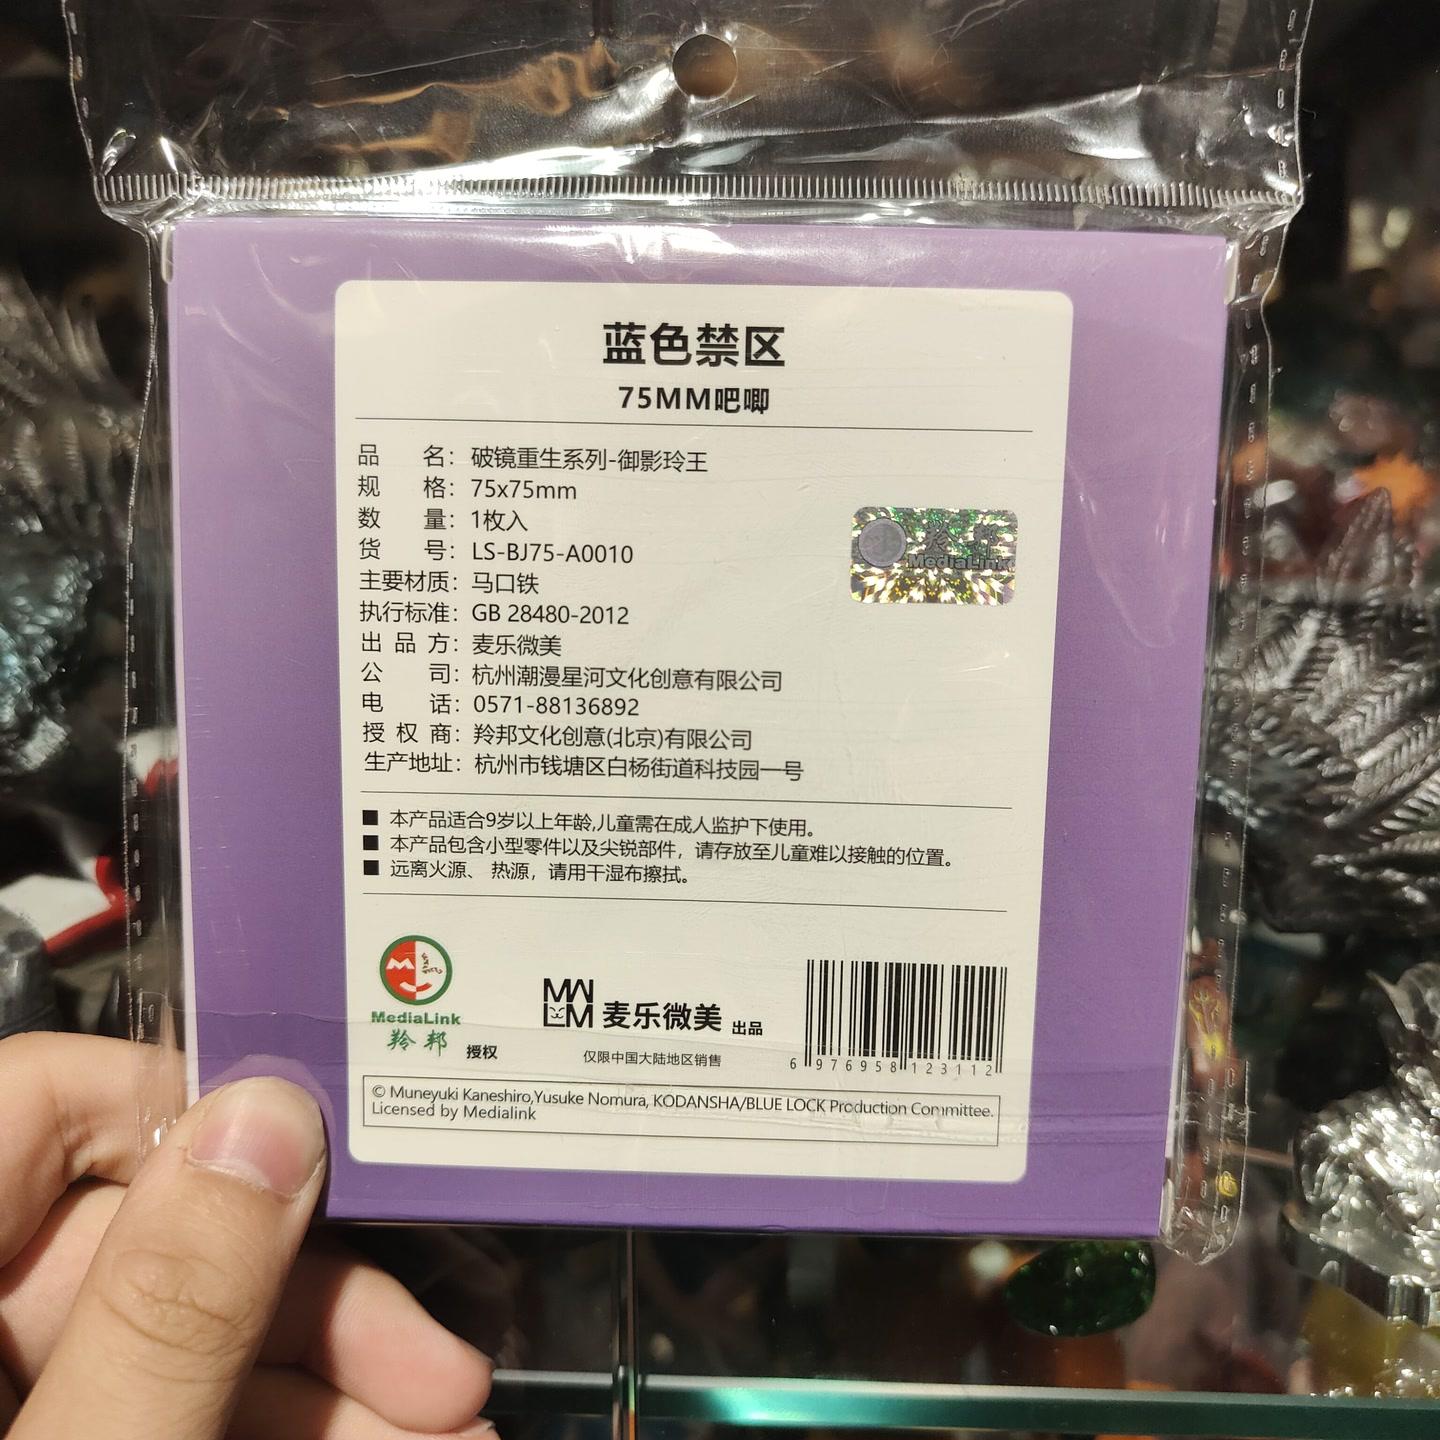 蓝色禁区
75MM吧唧
品名：破镜重生系列-御影玲王
规格：75x75mm
数量：1枚入
货号：LS-BJ75-A0010
主要材质：马口铁
执行标准：GB 28480-2012
出品方：麦乐微美
公司：杭州潮漫星河文化创意有限公司
电话：0571-88136892
授权商：羚邦文化创意(北京)有限公司
生产地址：杭州市钱塘区白杨街道科技园一号
羚邦
MediaLink
■ 本产品适合9岁以上年龄,儿童需在成人监护下使用。
■ 本产品包含小型零件以及尖锐部件，请存放至儿童难以接触的位置。
■ 远离火源、热源，请用干湿布擦拭。
MediaLink
羚邦 授权
麦乐微美 出品
仅限中国大陆地区销售
6 976958 123112
© Muneyuki Kaneshiro,Yusuke Nomura, KODANSHA/BLUE LOCK Production Committee.
Licensed by Medialink